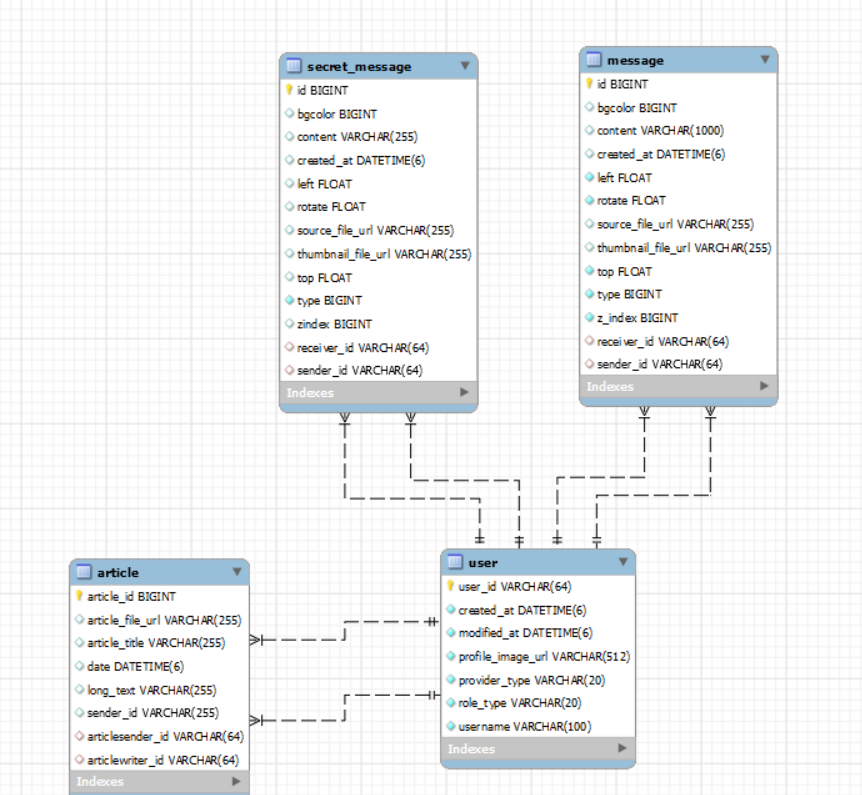 secret_message
id BIGINT
bgcolor BIGINT
content VARCHAR(255)
created_at DATETIME(6)
left FLOAT
rotate FLOAT
source_file_url VARCHAR(255)
thumbnail_file_url VARCHAR(255)
top FLOAT
type BIGINT
zindex BIGINT
receiver_id VARCHAR(64)
sender_id VARCHAR(64)
Indexes
message
id BIGINT
bgcolor BIGINT
content VARCHAR(1000)
created_at DATETIME(6)
left FLOAT
rotate FLOAT
source_file_url VARCHAR(255)
thumbnail_file_url VARCHAR(255)
top FLOAT
type BIGINT
z_index BIGINT
receiver_id VARCHAR(64)
sender_id VARCHAR(64)
Indexes
article
article_id BIGINT
article_file_url VARCHAR(255)
article_title VARCHAR(255)
date DATETIME(6)
long_text VARCHAR(255)
sender_id VARCHAR(255)
articlesender_id VARCHAR(64)
articlewriter_id VARCHAR(64)
Indexes
user
user_id VARCHAR(64)
created_at DATETIME(6)
modified_at DATETIME(6)
profile_image_url VARCHAR(512)
provider_type VARCHAR(20)
role_type VARCHAR(20)
username VARCHAR(100)
Indexes